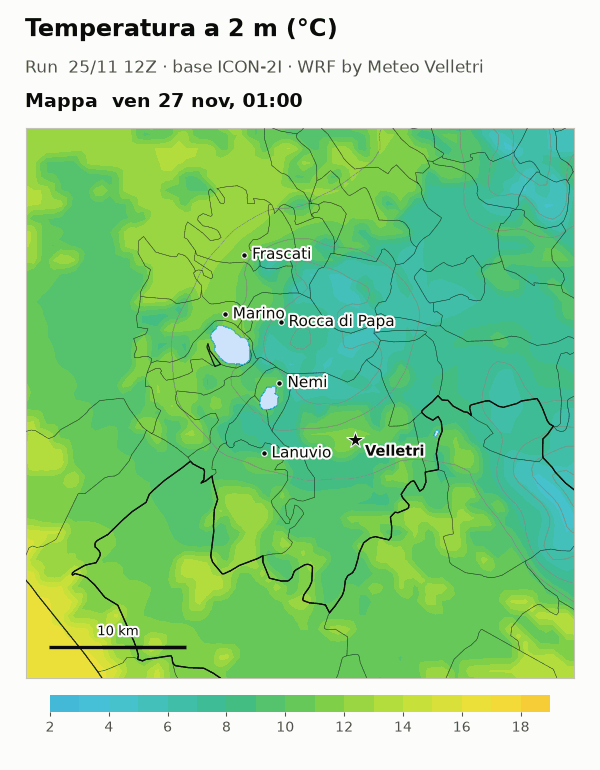 Temperatura a 2 m (°C)
Run  25/11 12Z · base ICON-2I · WRF by Meteo Velletri
Mappa  ven 27 nov, 01:00
Frascati
Marino
Rocca di Papa
Nemi
Velletri
Lanuvio
10 km
2 4 6 8 10 12 14 16 18